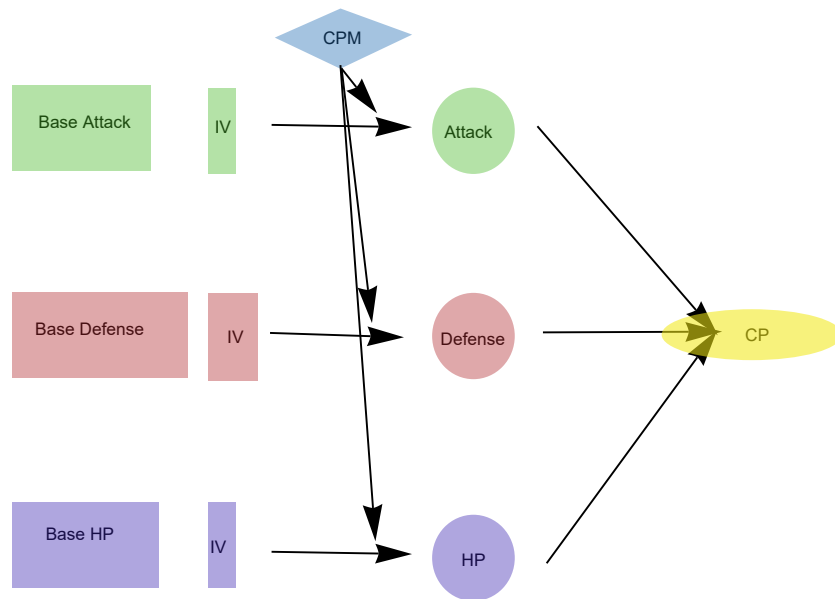 CPM
Base Attack
IV
Attack
Base Defense
IV
Defense
CP
Base HP
IV
HP